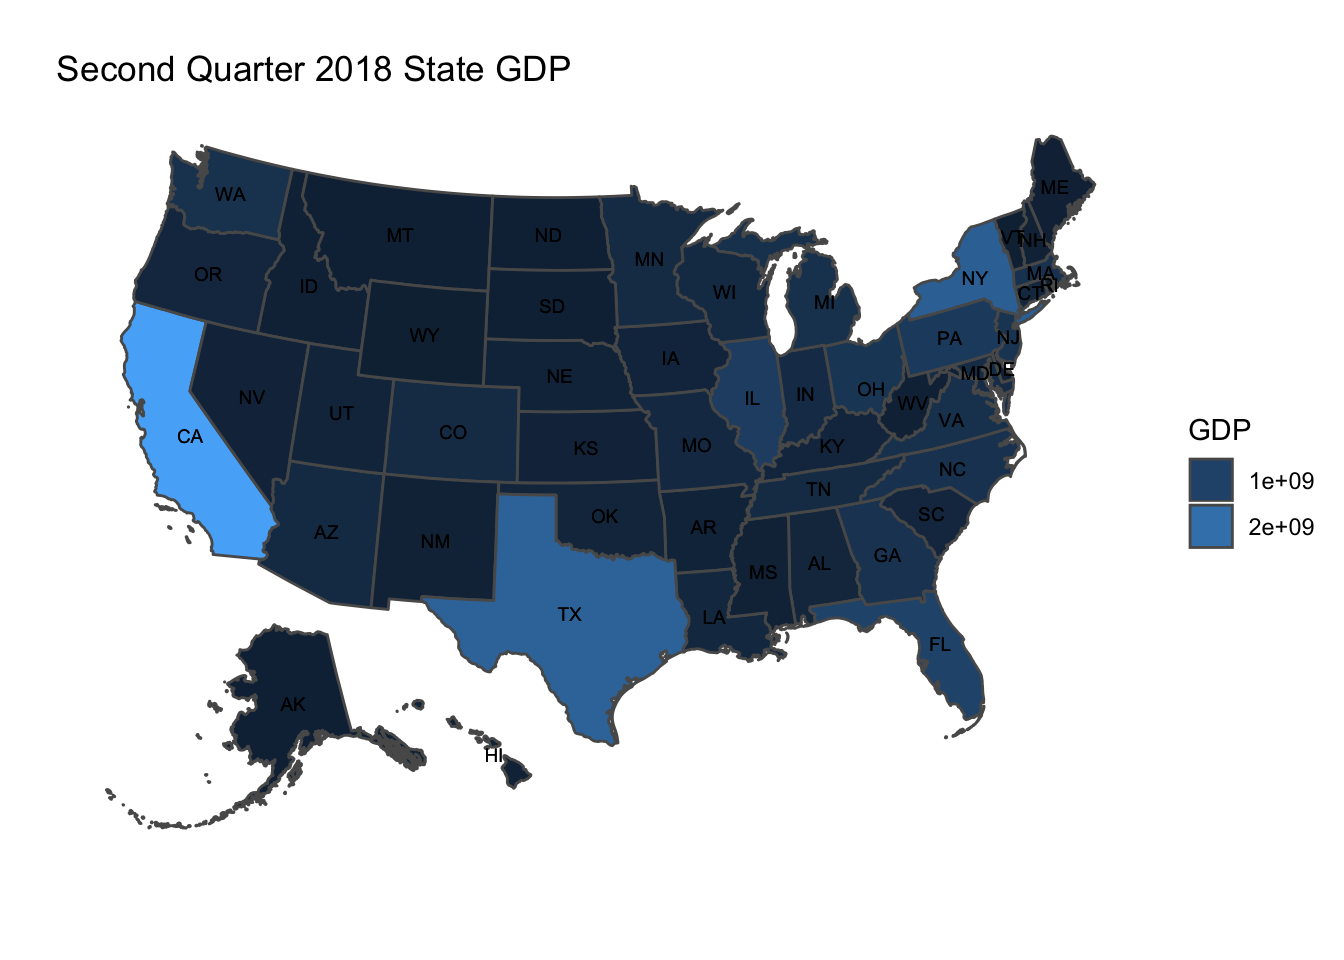 Second Quarter 2018 State GDP
ME
WA
MT
ND
VT
NH
MN
OR
NY
MA
ID
RI
WI
CT
SD
MI
WY
PA
NJ
IA
DE
MD
NE
OH
IN
NV
IL
WV
UT
VA
GDP
CO
CA
MO
KY
KS
NC
1e+09
TN
SC
OK
AR
2e+09
AZ
NM
GA
AL
MS
TX
LA
FL
AK
HI